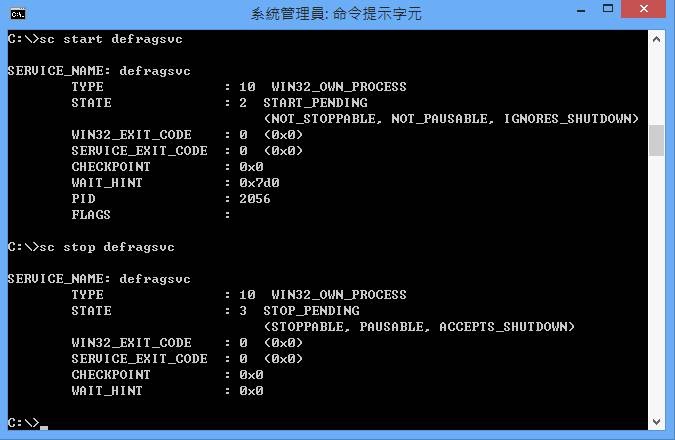 系統管理員: 命令提示字元
C:\>sc start defragsvc
SERVICE_NAME: defragsvc
TYPE : 10 WIN32_OWN_PROCESS
STATE : 2 START_PENDING
(NOT_STOPPABLE, NOT_PAUSABLE, IGNORES_SHUTDOWN)
WIN32_EXIT_CODE : 0 (0x0)
SERVICE_EXIT_CODE : 0 (0x0)
CHECKPOINT : 0x0
WAIT_HINT : 0x7d0
PID : 2056
FLAGS :
C:\>sc stop defragsvc
SERVICE_NAME: defragsvc
TYPE : 10 WIN32_OWN_PROCESS
STATE : 3 STOP_PENDING
(STOPPABLE, PAUSABLE, ACCEPTS_SHUTDOWN)
WIN32_EXIT_CODE : 0 (0x0)
SERVICE_EXIT_CODE : 0 (0x0)
CHECKPOINT : 0x0
WAIT_HINT : 0x0
C:\>_